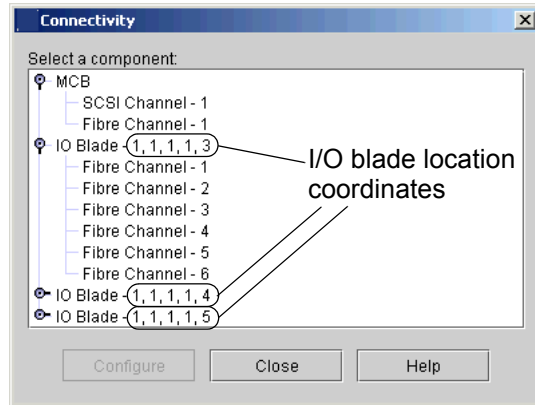 Connectivity
Select a component:
MCB
SCSI Channel - 1
Fibre Channel - 1
IO Blade - 1, 1, 1, 1, 3
Fibre Channel - 1
Fibre Channel - 2
Fibre Channel - 3
Fibre Channel - 4
Fibre Channel - 5
Fibre Channel - 6
IO Blade - 1, 1, 1, 1, 4
IO Blade - 1, 1, 1, 1, 5
I/O blade location
coordinates
Configure
Close
Help